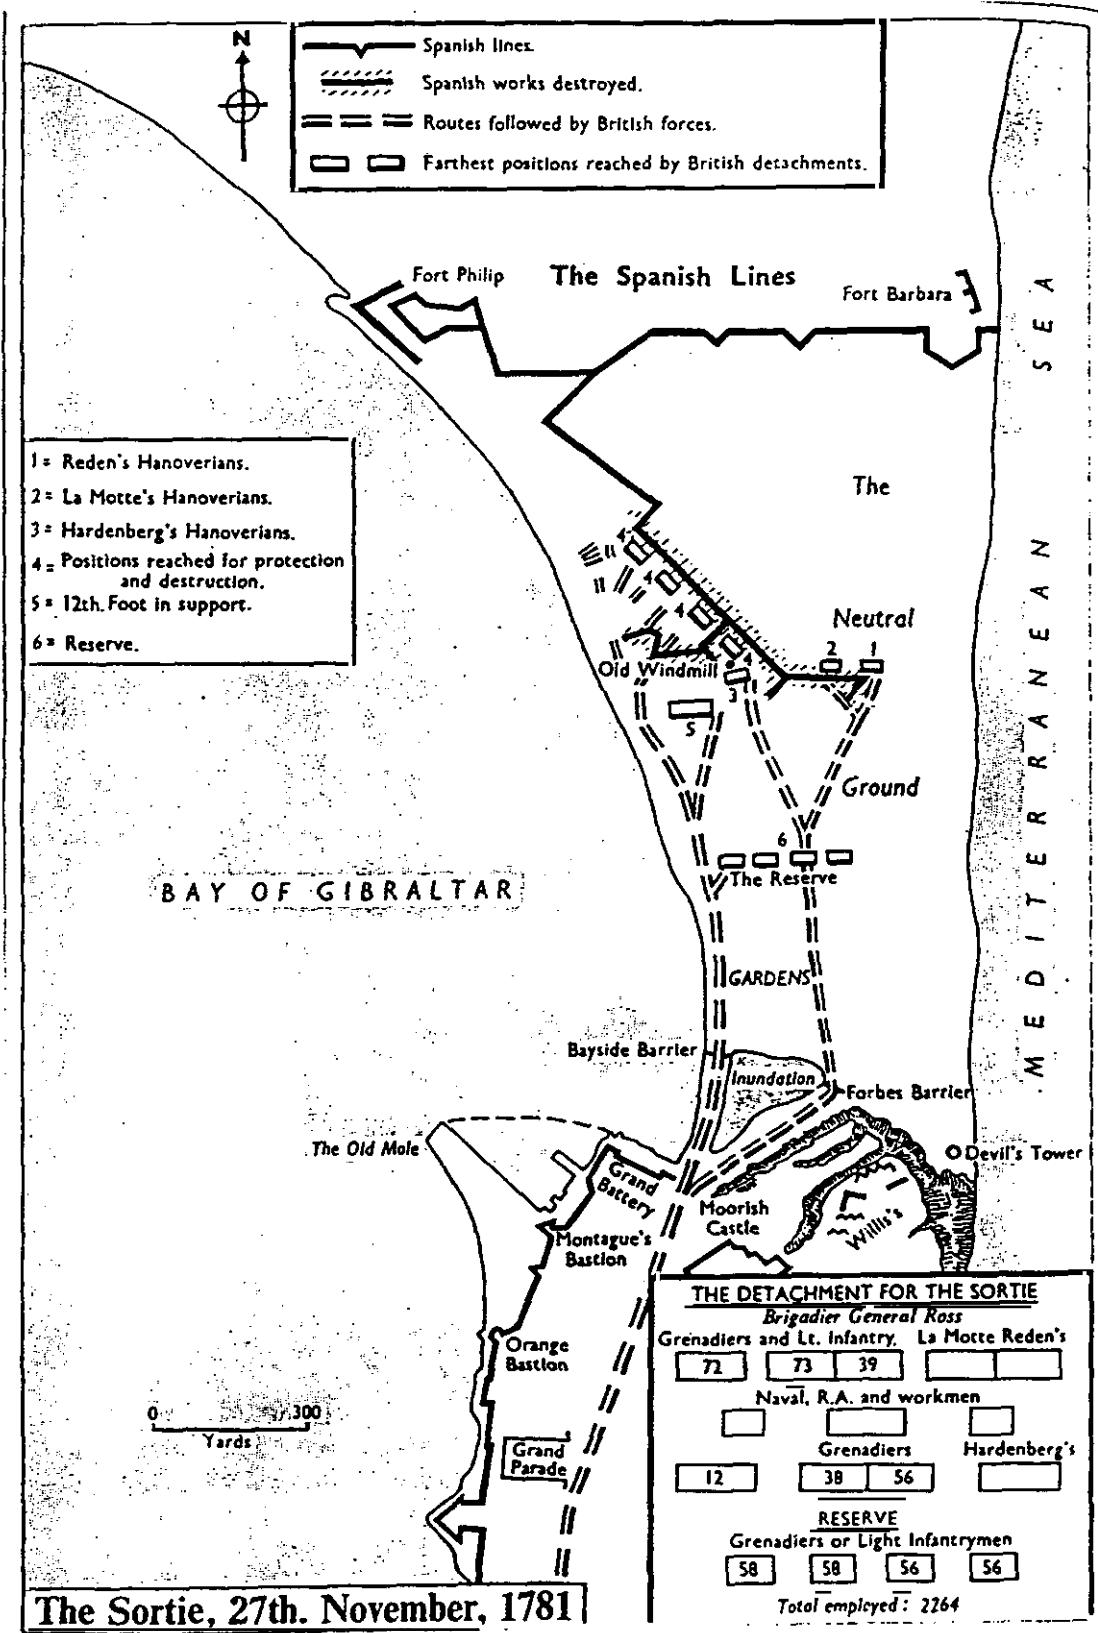 N
Spanish lines.
Spanish works destroyed.
Routes followed by British forces.
Farthest positions reached by British detachments.
Fort Philip
The Spanish Lines
Fort Barbara
MEDITERRANEAN SEA
1= Reden's Hanoverians.
2= La Motte's Hanoverians.
3= Hardenberg's Hanoverians.
4= Positions reached for protection
and destruction.
5= 12th. Foot in support.
6= Reserve.
The
Neutral
Ground
4
4
4
4
2
1
Old Windmill
3
5
6
The Reserve
BAY OF GIBRALTAR
GARDENS
Bayside Barrier
x
Inundation
Forbes Barrier
The Old Mole
Devil's Tower
Grand
Battery
Moorish
Castle
Willis's
Montague's
Bastion
Orange
Bastion
0 300
Yards
Grand
Parade
THE DETACHMENT FOR THE SORTIE
Brigadier General Ross
Grenadiers and Lt. Infantry. La Motte Reden's
72 73 39
Naval, R.A. and workmen
Grenadiers Hardenberg's
12 38 56
RESERVE
Grenadiers or Light Infantrymen
58 58 56 56
Total employed: 2264
The Sortie, 27th. November, 1781